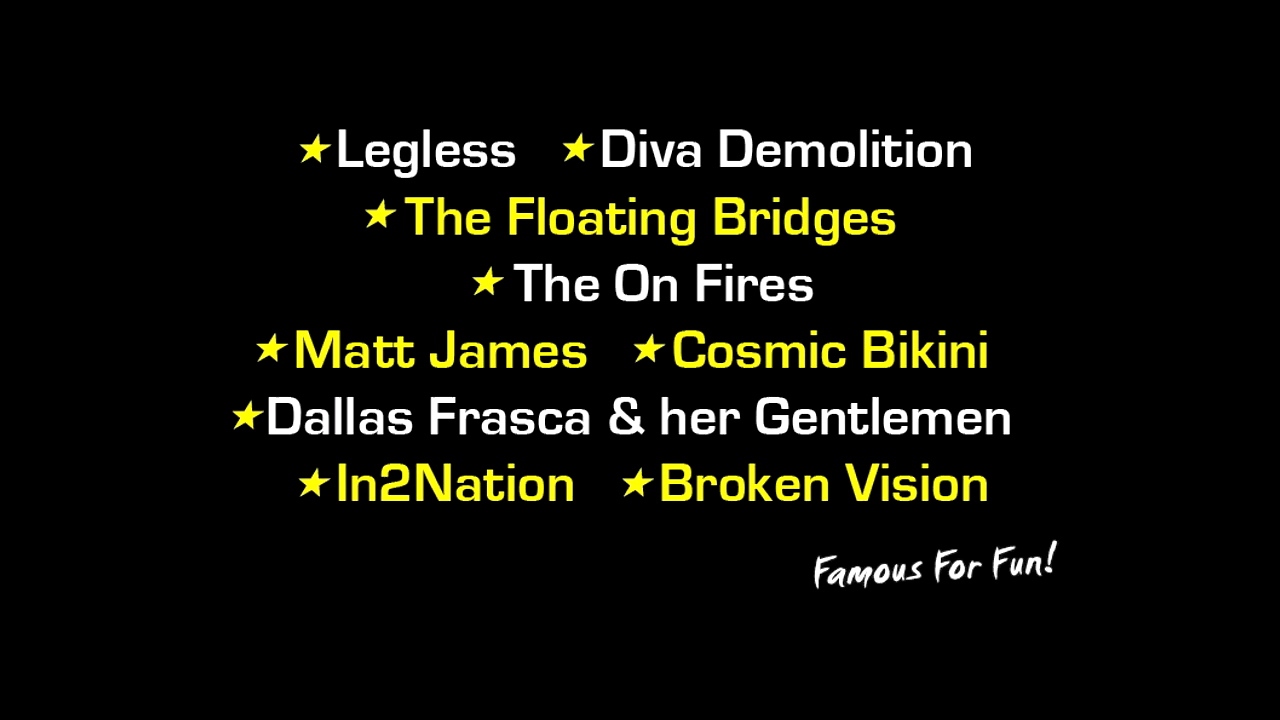 ★Legless ★Diva Demolition
★The Floating Bridges
★The On Fires
★Matt James ★Cosmic Bikini
★Dallas Frasca & her Gentlemen
★In2Nation ★Broken Vision
Famous For Fun!